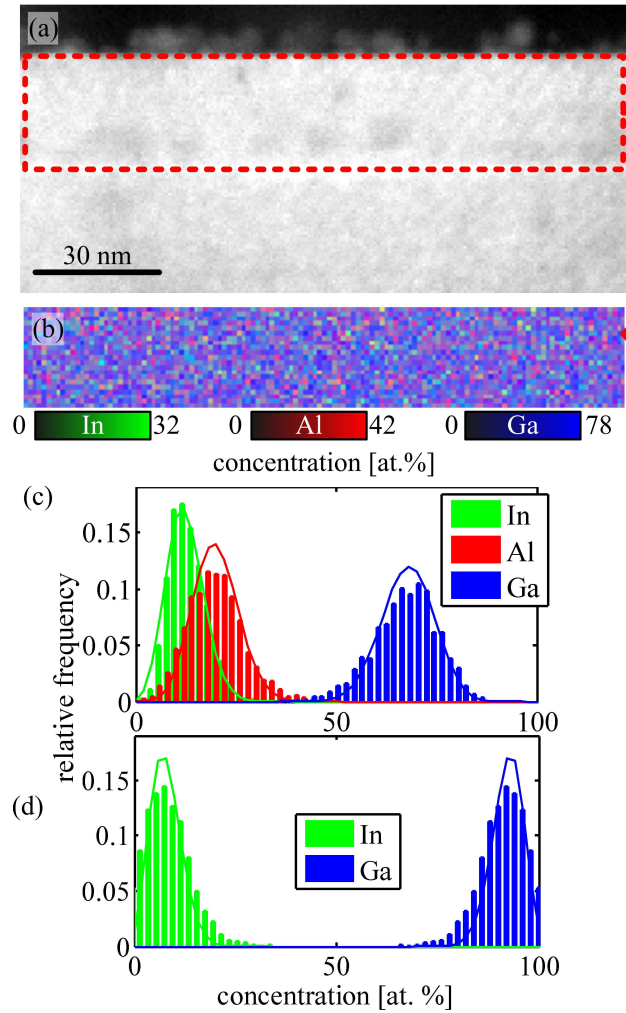 (a)
30 nm
(b)
0 In 32 0 Al 42 0 Ga 78
concentration [at.%]
(c)
In
Al
Ga
0.15
0.1
0.05
0
0 50 100
relative frequency
(d)
In
Ga
0.15
0.1
0.05
0
0 50 100
concentration [at. %]